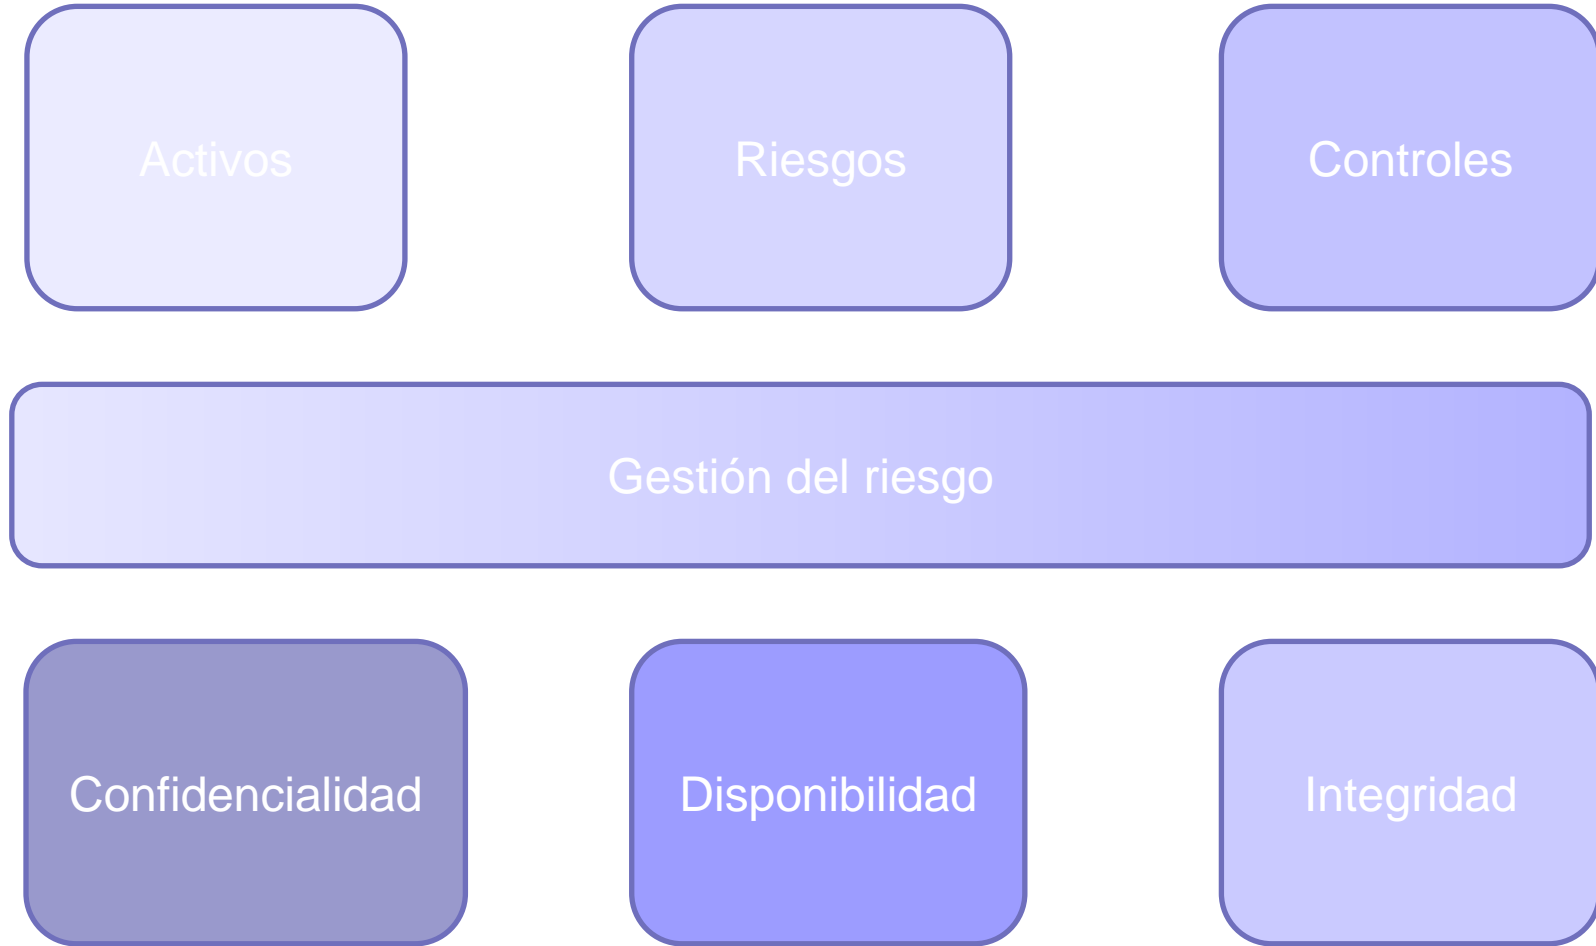 Activos
Riesgos
Controles
Gestión del riesgo
Confidencialidad
Disponibilidad
Integridad